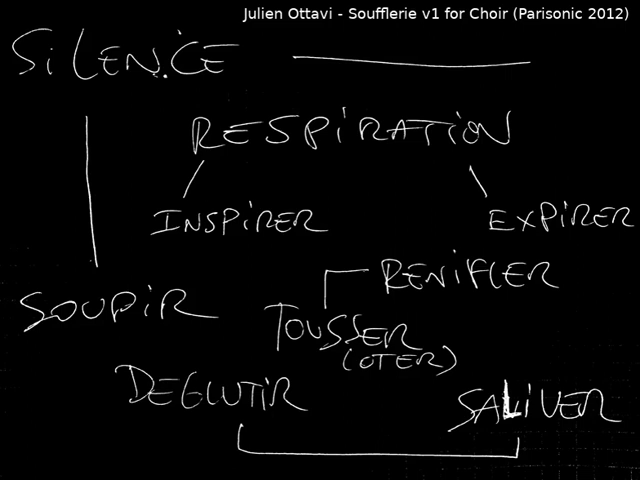 Julien Ottavi - Soufflerie v1 for Choir (Parisonic 2012)
SiLENCE
RESPiRATiON
INSPiRER
EXPiRER
RENiFLER
SOUPiR
TOUSSER
(OTER)
DEGLUTiR
SALiVER